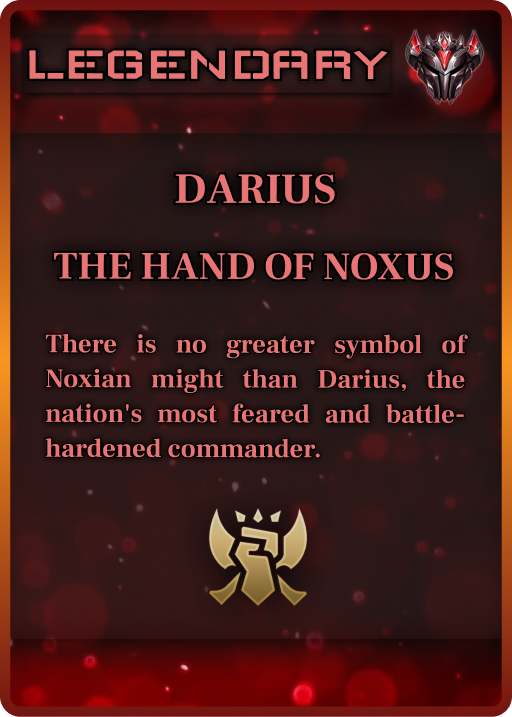 LEGENDARY
DARIUS
THE HAND OF NOXUS
There is no greater symbol of
Noxian might than Darius, the
nation's most feared and battle-
hardened commander.